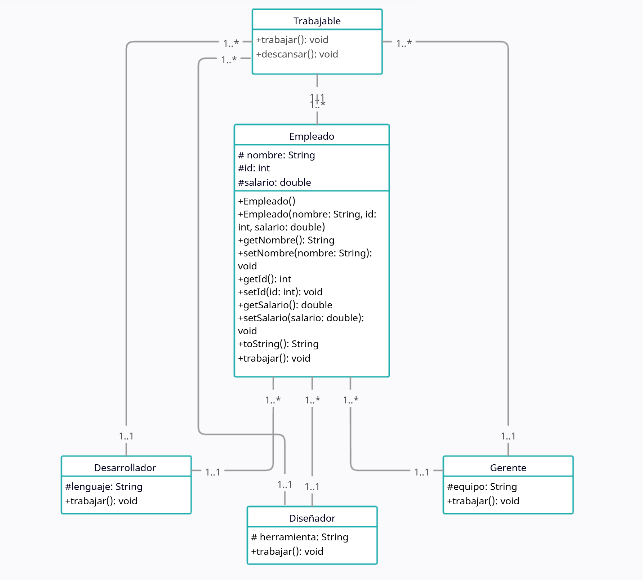 Trabajable
+trabajar(): void
+descansar(): void
1..*
1..*
1..*
1..1
1..*
Empleado
# nombre: String
#id: int
#salario: double
+Empleado()
+Empleado(nombre: String, id:
int, salario: double)
+getNombre(): String
+setNombre(nombre: String):
void
+getId(): int
+setId(id: int): void
+getSalario(): double
+setSalario(salario: double):
void
+toString(): String
+trabajar(): void
1..*
1..*
1..*
1..1
1..1
1..1
1..1
1..1
1..1
Desarrollador
#lenguaje: String
+trabajar(): void
Gerente
#equipo: String
+trabajar(): void
Diseñador
# herramienta: String
+trabajar(): void